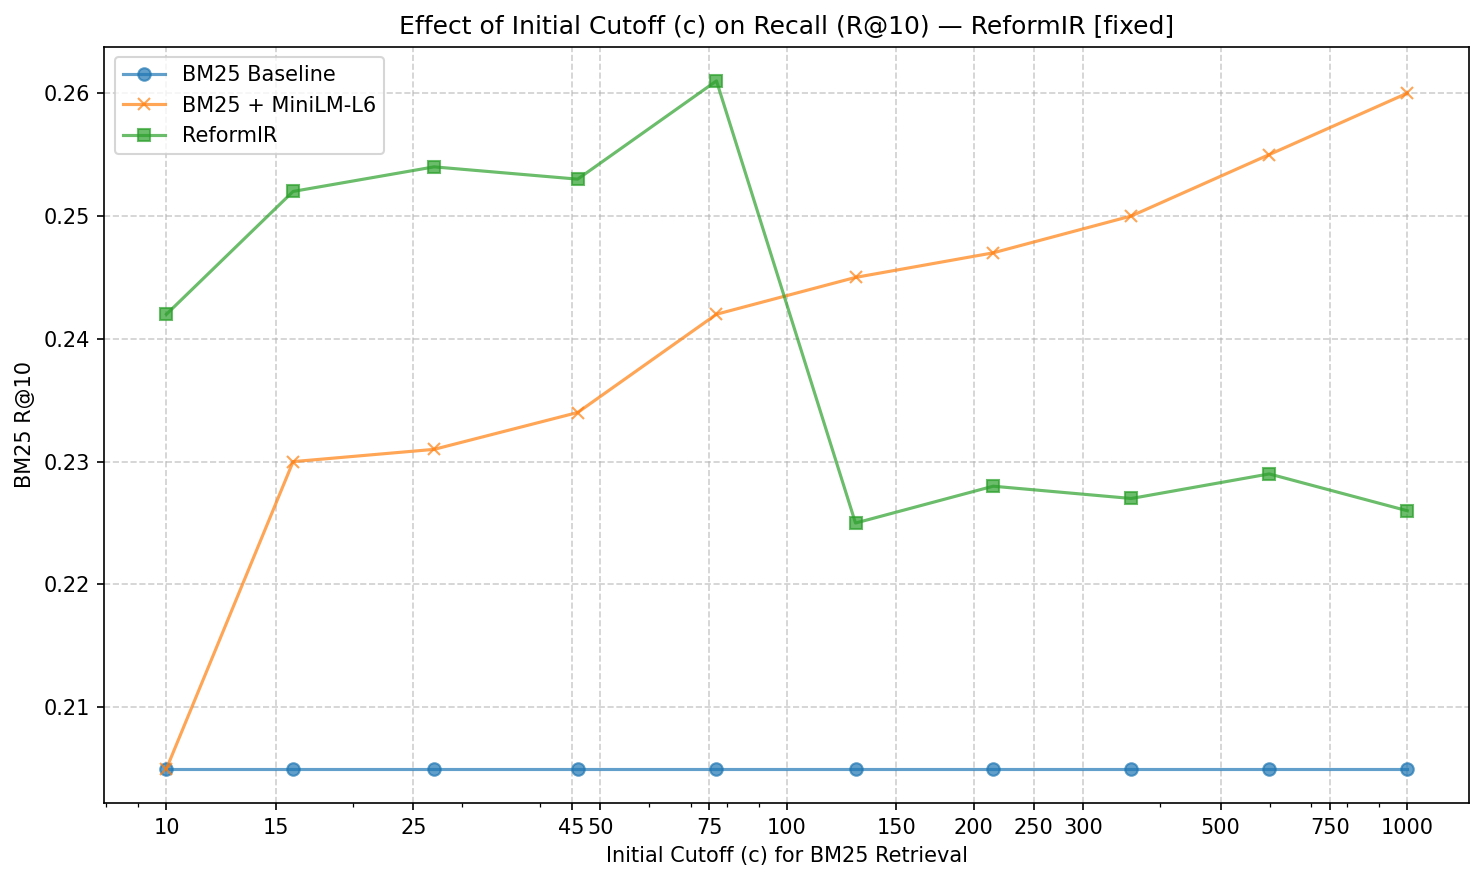 Effect of Initial Cutoff (c) on Recall (R@10) — ReformIR [fixed]
BM25 Baseline
BM25 + MiniLM-L6
ReformIR
BM25 R@10
0.26
0.25
0.24
0.23
0.22
0.21
10 15 25 45 50 75 100 150 200 250 300 500 750 1000
Initial Cutoff (c) for BM25 Retrieval